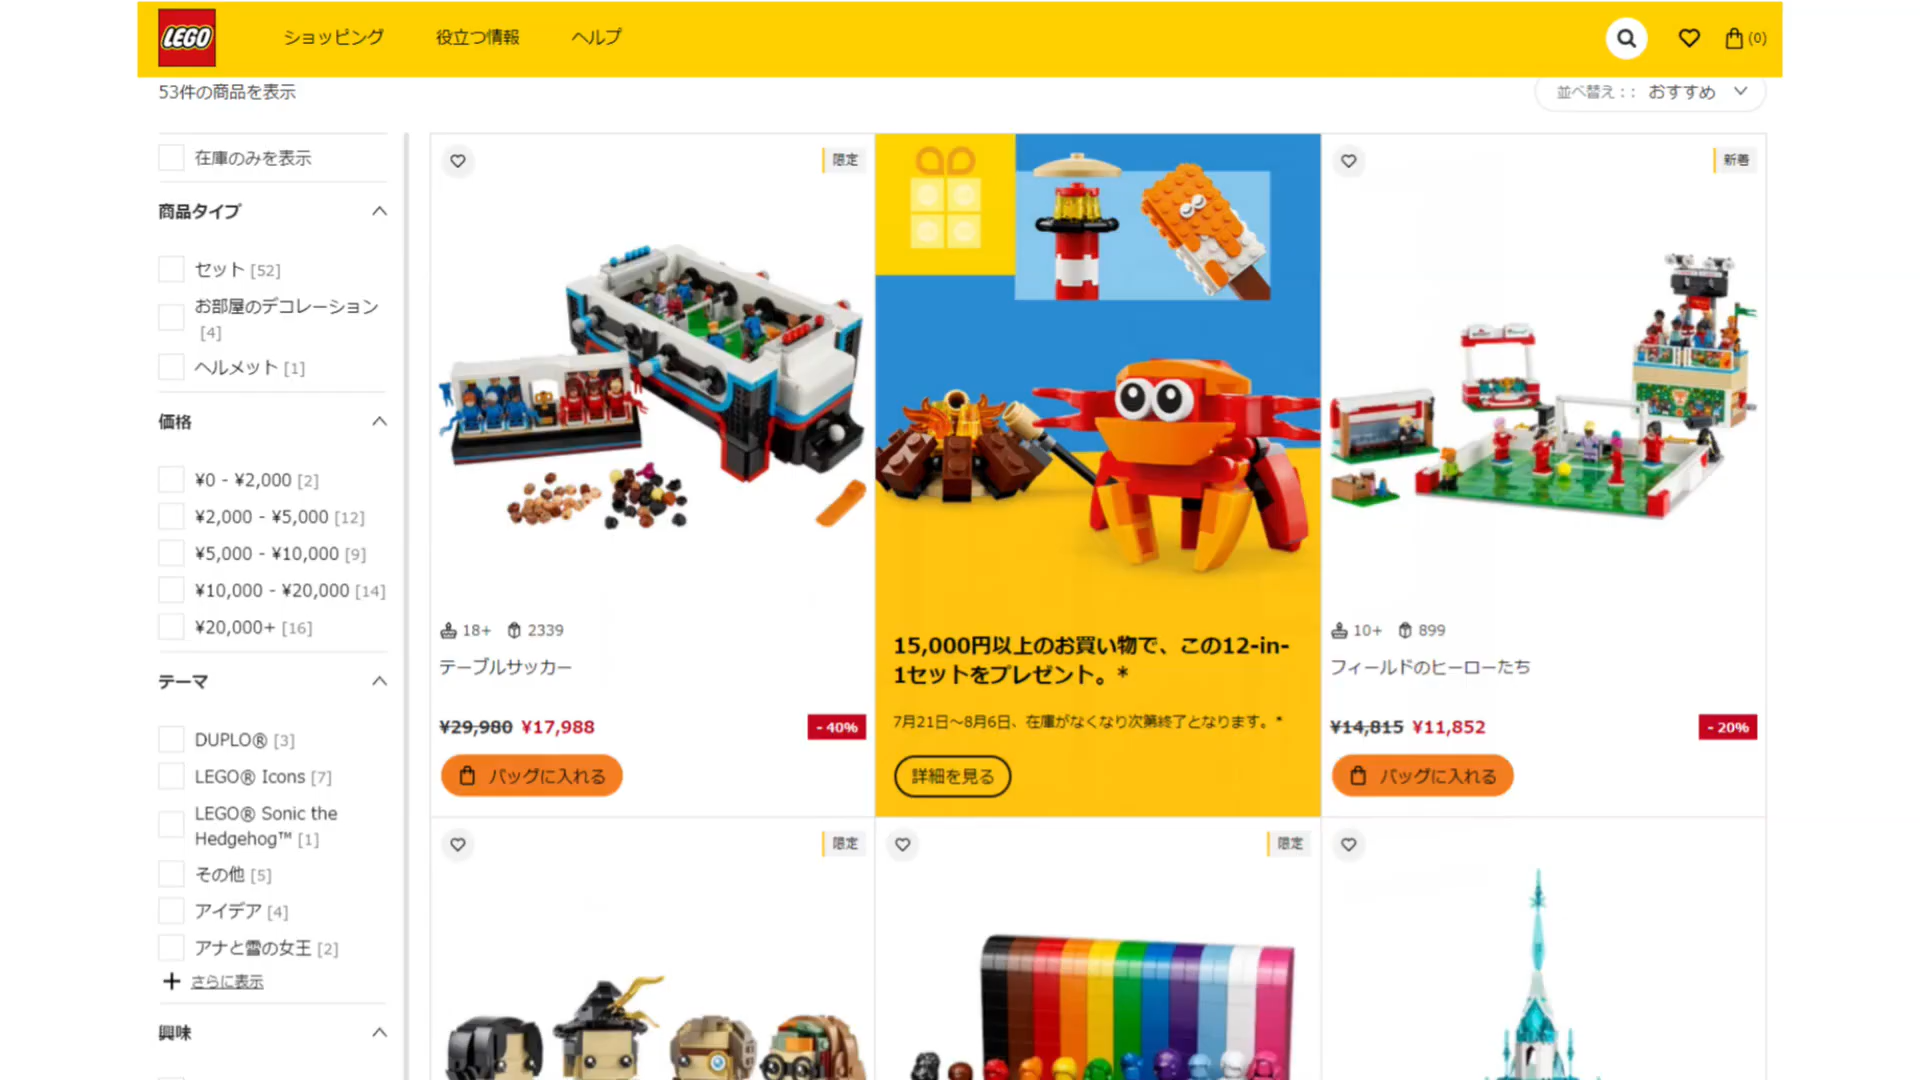 LEGO
ショッピング
役立つ情報
ヘルプ
(0)
53件の商品を表示
並べ替え：: おすすめ
在庫のみを表示
商品タイプ
セット [52]
お部屋のデコレーション
[4]
ヘルメット [1]
価格
¥0 - ¥2,000 [2]
¥2,000 - ¥5,000 [12]
¥5,000 - ¥10,000 [9]
¥10,000 - ¥20,000 [14]
¥20,000+ [16]
テーマ
DUPLO® [3]
LEGO® Icons [7]
LEGO® Sonic the
Hedgehog™ [1]
その他 [5]
アイデア [4]
アナと雪の女王 [2]
さらに表示
興味
限定
18+ 2339
テーブルサッカー
¥29,980 ¥17,988
- 40%
バッグに入れる
15,000円以上のお買い物で、この12-in-
1セットをプレゼント。*
7月21日～8月6日、在庫がなくなり次第終了となります。*
詳細を見る
新着
10+ 899
フィールドのヒーローたち
¥14,815 ¥11,852
- 20%
バッグに入れる
限定
限定